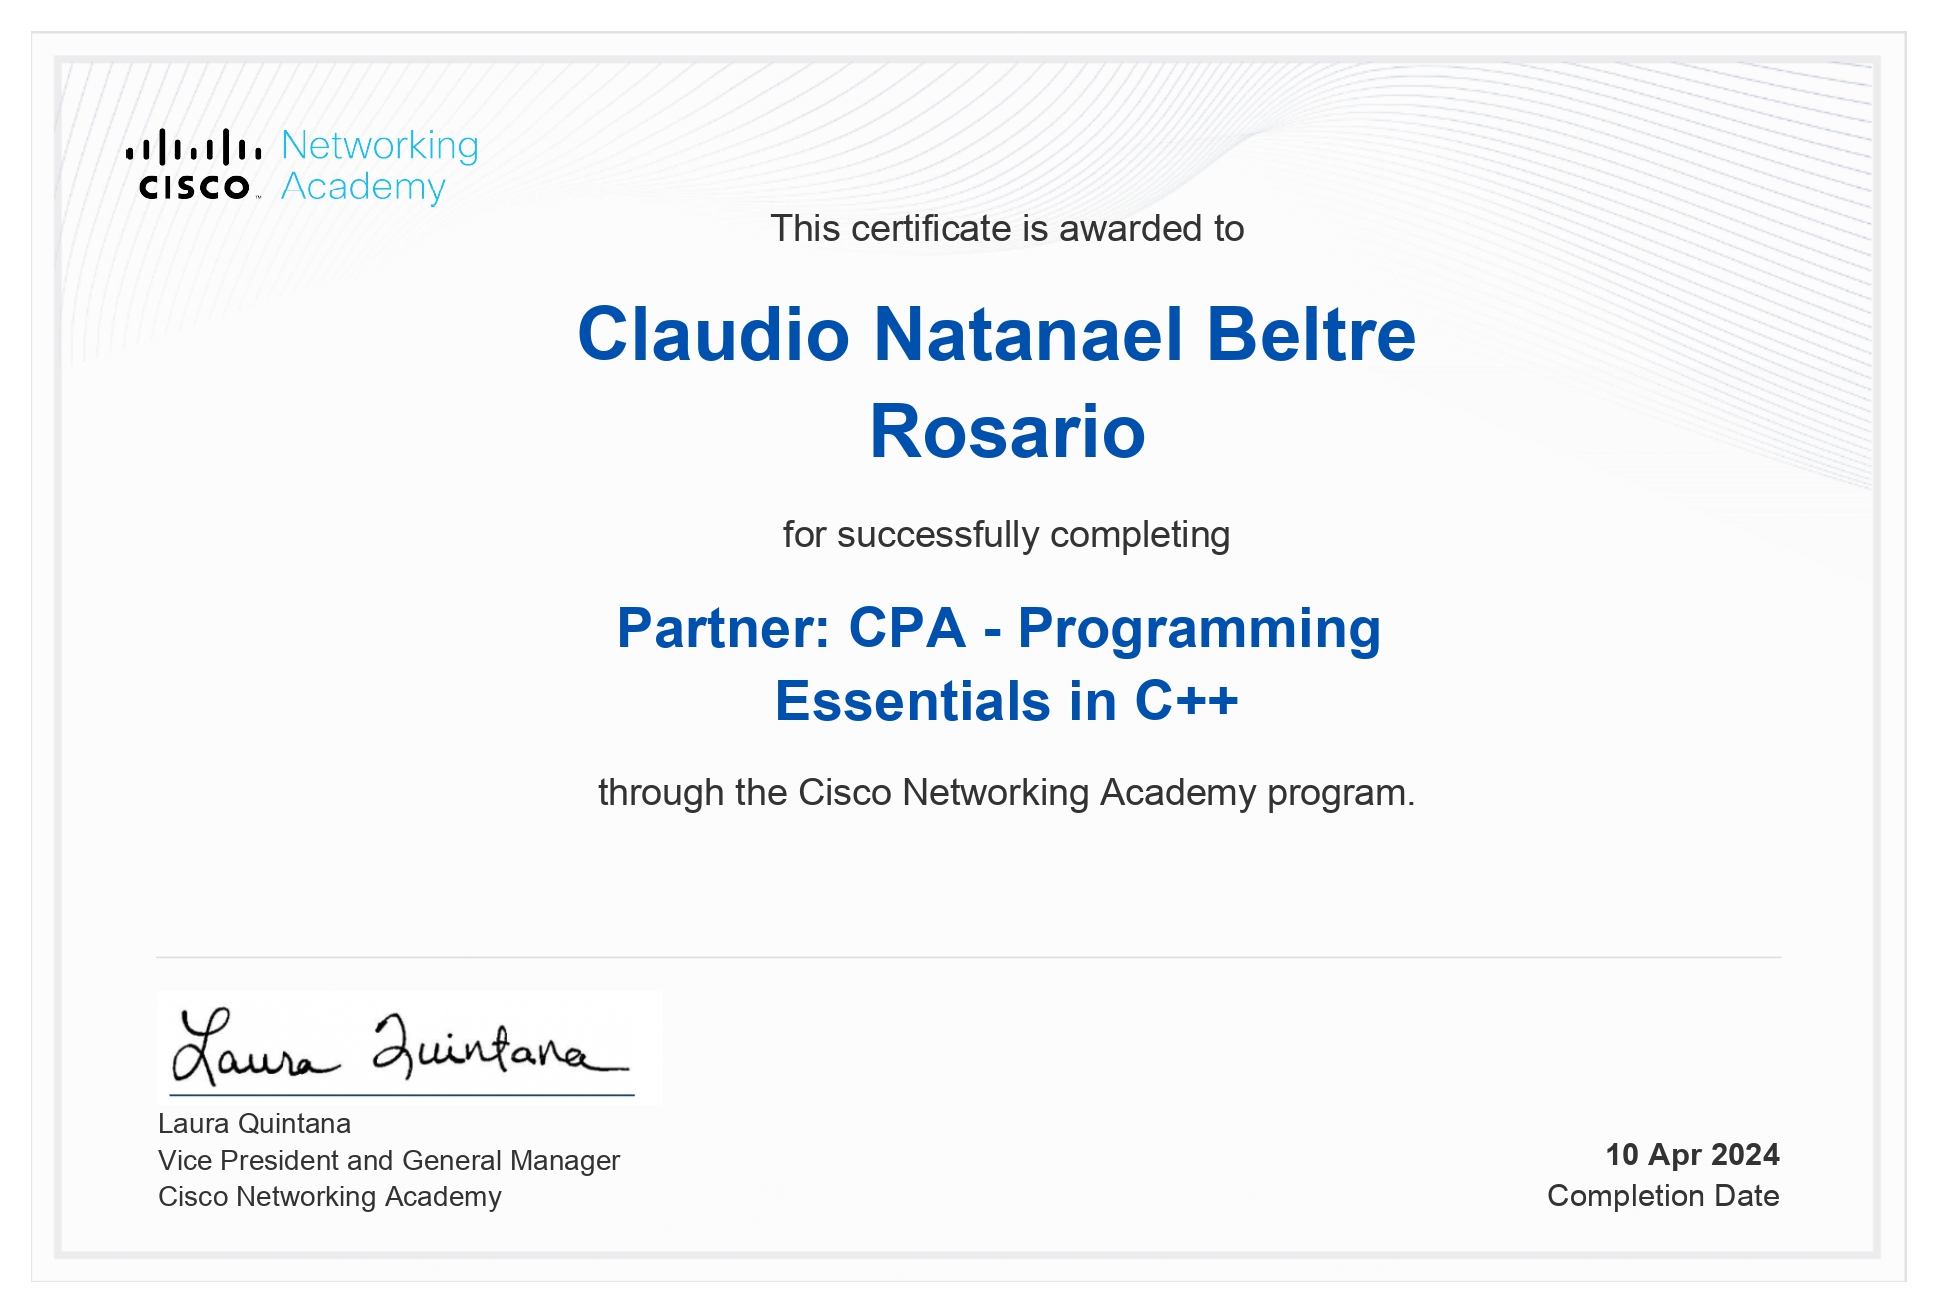 Networking
CISCO™ Academy
This certificate is awarded to
Claudio Natanael Beltre
Rosario
for successfully completing
Partner: CPA - Programming
Essentials in C++
through the Cisco Networking Academy program.
Laura Quintana
Laura Quintana
Vice President and General Manager
Cisco Networking Academy
10 Apr 2024
Completion Date